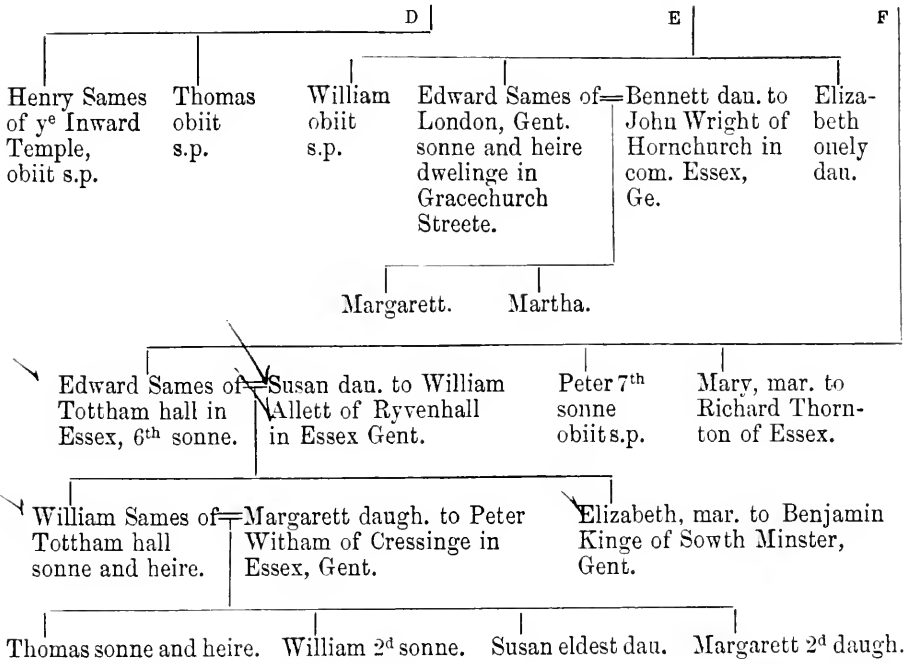 D E F
Henry Sames
of yᵉ Inward
Temple,
obiit s.p.
Thomas
obiit
s.p.
William
obiit
s.p.
Edward Sames of
London, Gent.
sonne and heire
dwelinge in
Gracechurch
Streete.
Bennett dau. to
John Wright of
Hornchurch in
com. Essex,
Ge.
Eliza-
beth
onely
dau.
Margarett. Martha.
Edward Sames of
Tottham hall in
Essex, 6ᵗʰ sonne.
Susan dau. to William
Allett of Ryvenhall
in Essex Gent.
Peter 7ᵗʰ
sonne
obiit s.p.
Mary, mar. to
Richard Thorn-
ton of Essex.
William Sames of
Tottham hall
sonne and heire.
Margarett daugh. to Peter
Witham of Cressinge in
Essex, Gent.
Elizabeth, mar. to Benjamin
Kinge of Sowth Minster,
Gent.
Thomas sonne and heire. William 2ᵈ sonne. Susan eldest dau. Margarett 2ᵈ daugh.